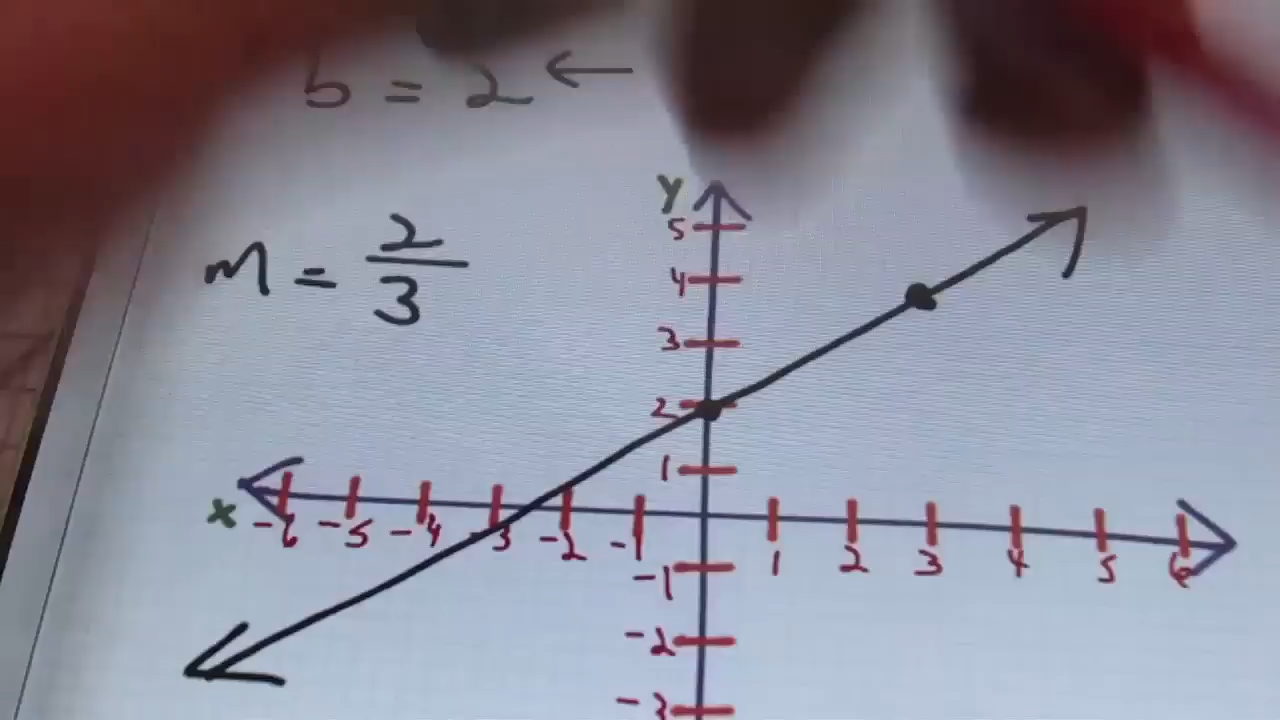 b = 2 ←
m = 2/3
y
5
4
3
2
1
x -6 -5 -4 -3 -2 -1 1 2 3 4 5 6
-1
-2
-3